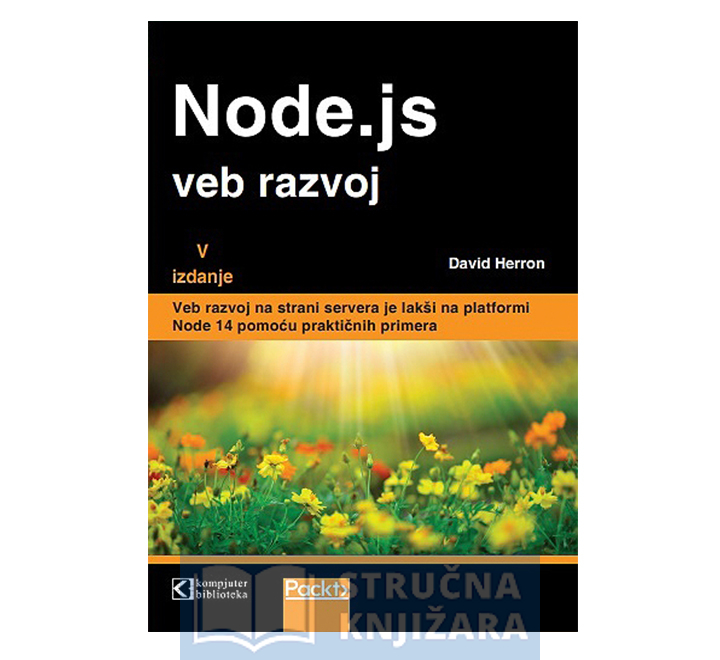 Node.js
veb razvoj
V
izdanje
David Herron
Veb razvoj na strani servera je lakši na platformi
Node 14 pomoću praktičnih primera
kompjuter
biblioteka
Packt>
STRUČNA
KNJIŽARA